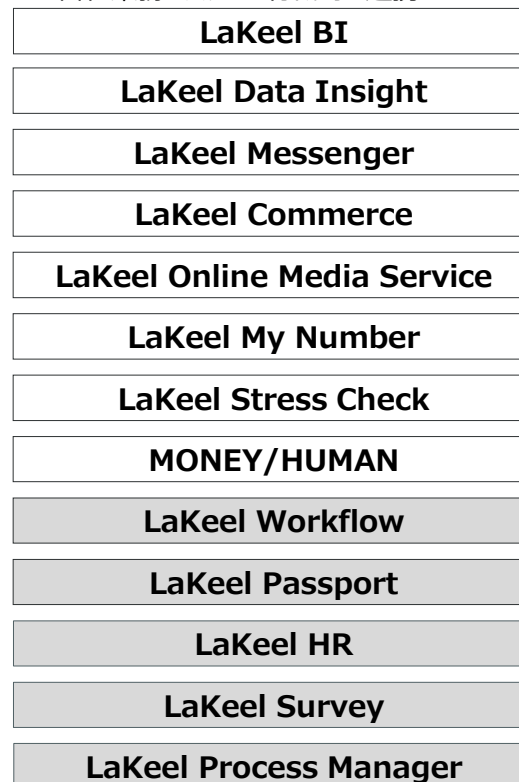 LaKeel BI
LaKeel Data Insight
LaKeel Messenger
LaKeel Commerce
LaKeel Online Media Service
LaKeel My Number
LaKeel Stress Check
MONEY/HUMAN
LaKeel Workflow
LaKeel Passport
LaKeel HR
LaKeel Survey
LaKeel Process Manager